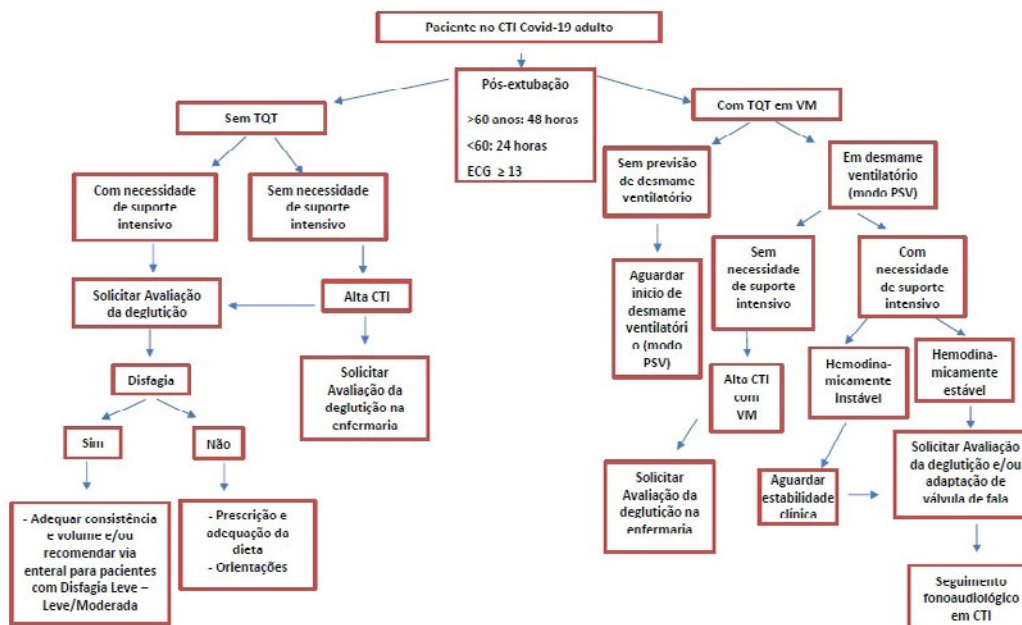 Paciente no CTI Covid-19 adulto
Pós-extubação
>60 anos: 48 horas
<60: 24 horas
ECG ≥ 13
Sem TQT
Com TQT em VM
Com necessidade
de suporte
intensivo
Sem necessidade
de suporte
intensivo
Sem previsão
de desmame
ventilatório
Em desmame
ventilatório
(modo PSV)
Solicitar Avaliação
da deglutição
Alta CTI
Aguardar
inicio de
desmame
ventilatóri
o (modo
PSV)
Sem
necessidade
de suporte
intensivo
Com
necessidade
de suporte
intensivo
Disfagia
Solicitar
Avaliação da
deglutição na
enfermaria
Alta CTI
com
VM
Hemodina-
micamente
Instável
Hemodina-
micamente
estável
Sim
Não
Solicitar
Avaliação da
deglutição na
enfermaria
Aguardar
estabilidade
clínica
Solicitar Avaliação
da deglutição e/ou
adaptação de
válvula de fala
- Adequar consistência
e volume e/ou
recomendar via
enteral para pacientes
com Disfagia Leve –
Leve/Moderada
- Prescrição e
adequação da
dieta
- Orientações
Seguimento
fonoaudiológico
em CTI